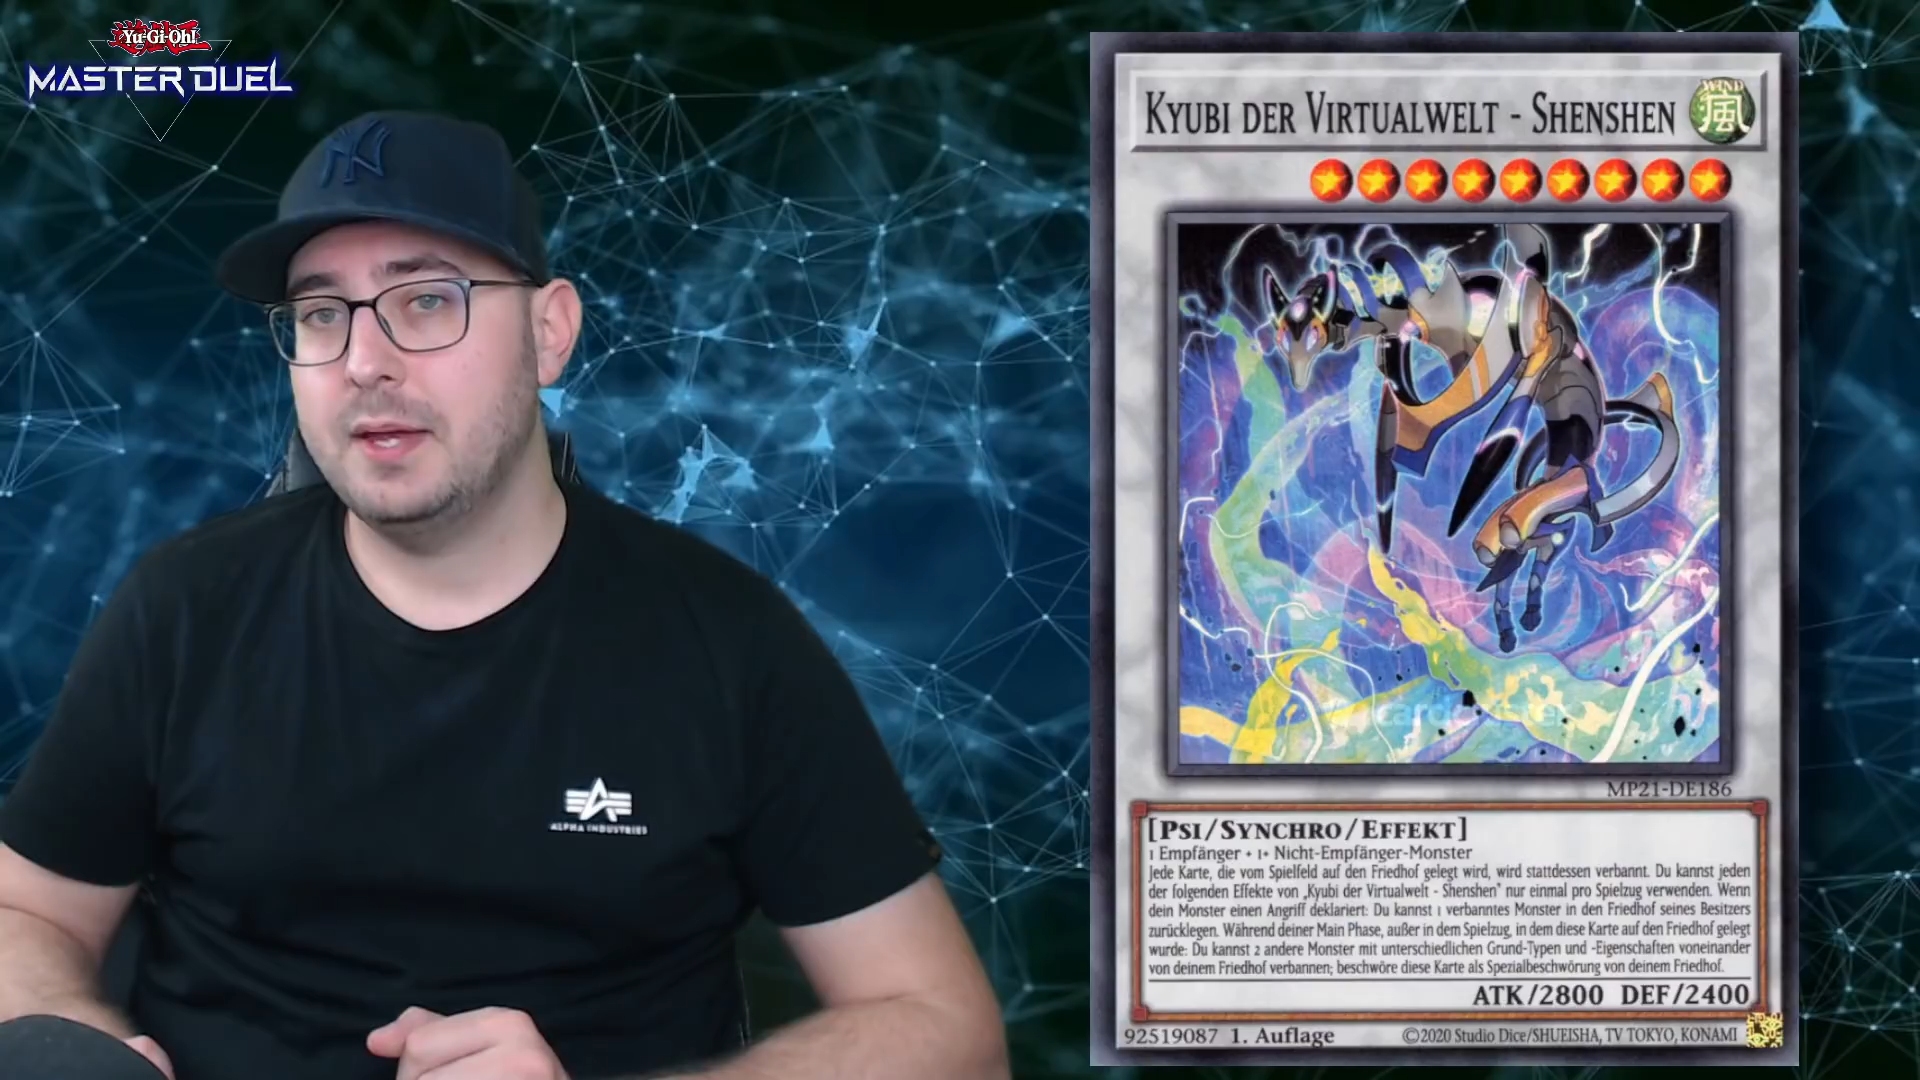 Yu-Gi-Oh!
MASTER DUEL
NY
ALPHA INDUSTRIES
KYUBI DER VIRTUALWELT - SHENSHEN
WIND
風
MP21-DE186
[PSI/SYNCHRO/EFFEKT]
1 Empfänger + 1+ Nicht-Empfänger-Monster
Jede Karte, die vom Spielfeld auf den Friedhof gelegt wird, wird stattdessen verbannt. Du kannst jeden
der folgenden Effekte von „Kyubi der Virtualwelt - Shenshen" nur einmal pro Spielzug verwenden. Wenn
dein Monster einen Angriff deklariert: Du kannst 1 verbanntes Monster in den Friedhof seines Besitzers
zurücklegen. Während deiner Main Phase, außer in dem Spielzug, in dem diese Karte auf den Friedhof gelegt
wurde: Du kannst 2 andere Monster mit unterschiedlichen Grund-Typen und -Eigenschaften voneinander
von deinem Friedhof verbannen; beschwöre diese Karte als Spezialbeschwörung von deinem Friedhof.
ATK/2800 DEF/2400
92519087 1. Auflage
©2020 Studio Dice/SHUEISHA, TV TOKYO, KONAMI